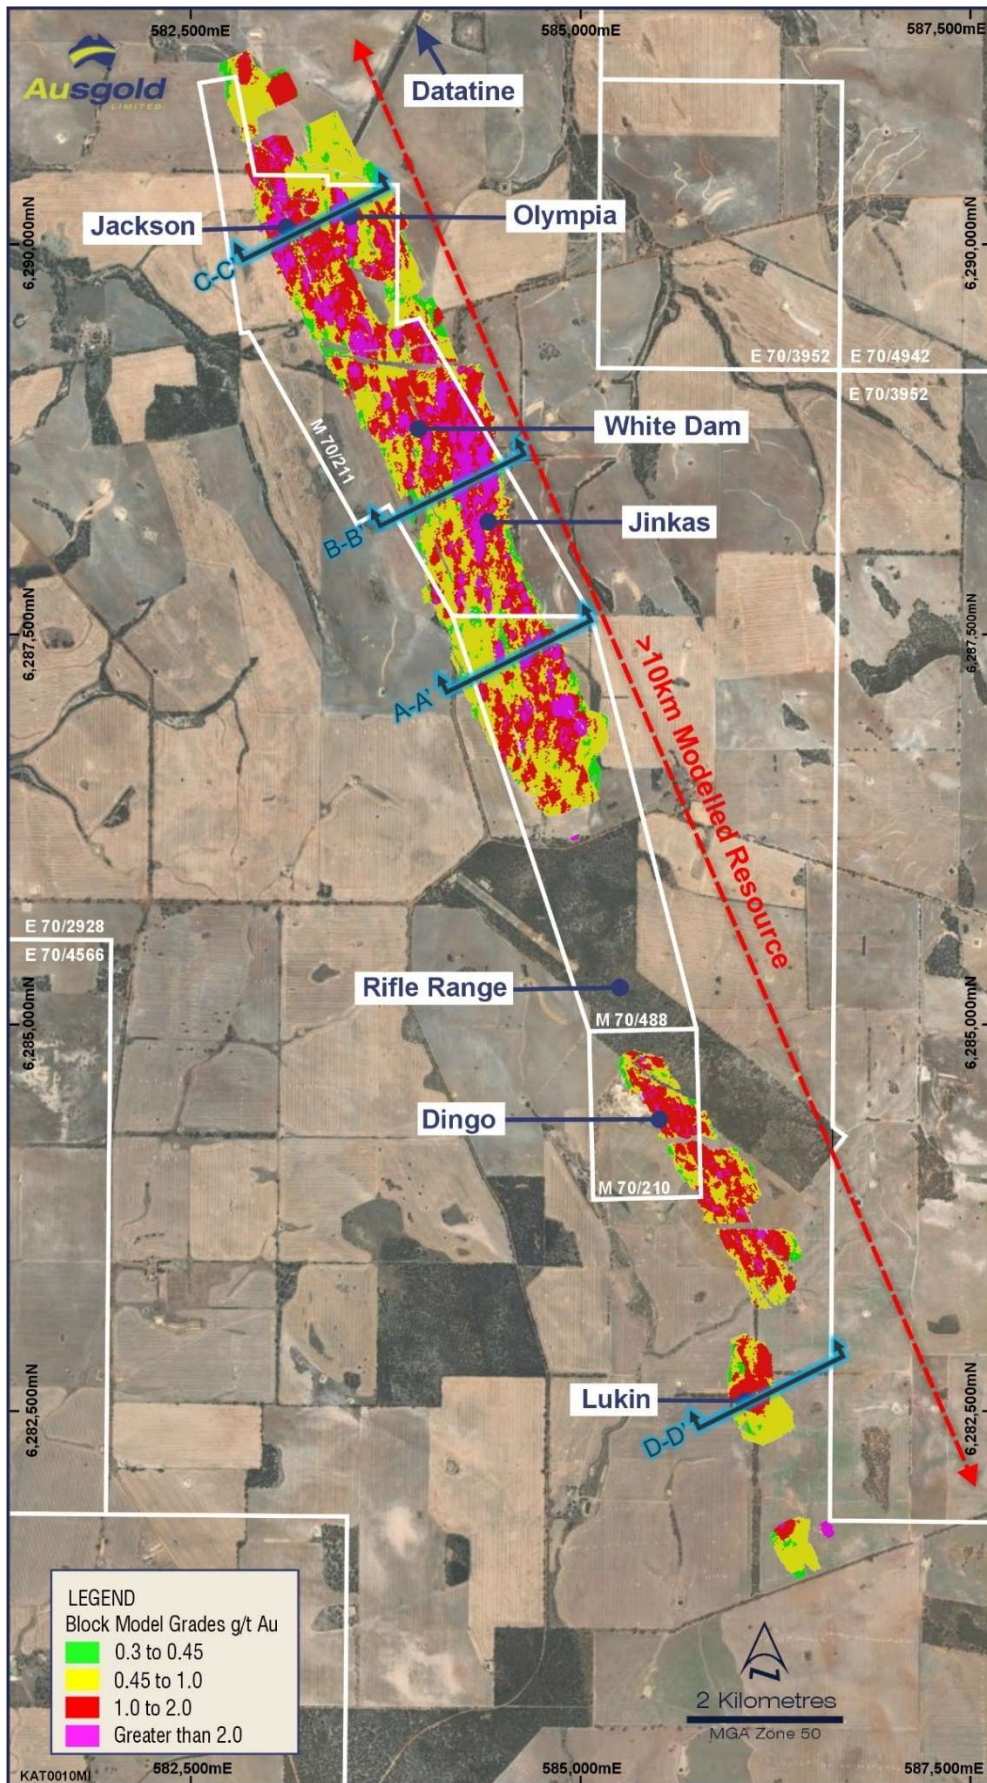 582,500mE
585,000mE
587,500mE
Ausgold
LIMITED
Datatine
6,290,000mN
6,290,000mN
Jackson
Olympia
C-C'
E 70/3952
E 70/4942
E 70/3952
White Dam
M 70/211
Jinkas
B-B'
6,287,500mN
6,287,500mN
A-A'
>10km Modelled Resource
E 70/2928
E 70/4566
Rifle Range
M 70/488
6,285,000mN
6,285,000mN
Dingo
M 70/210
Lukin
D-D'
6,282,500mN
6,282,500mN
LEGEND
Block Model Grades g/t Au
0.3 to 0.45
0.45 to 1.0
1.0 to 2.0
Greater than 2.0
2 Kilometres
MGA Zone 50
KAT0010MI
582,500mE
585,000mE
587,500mE